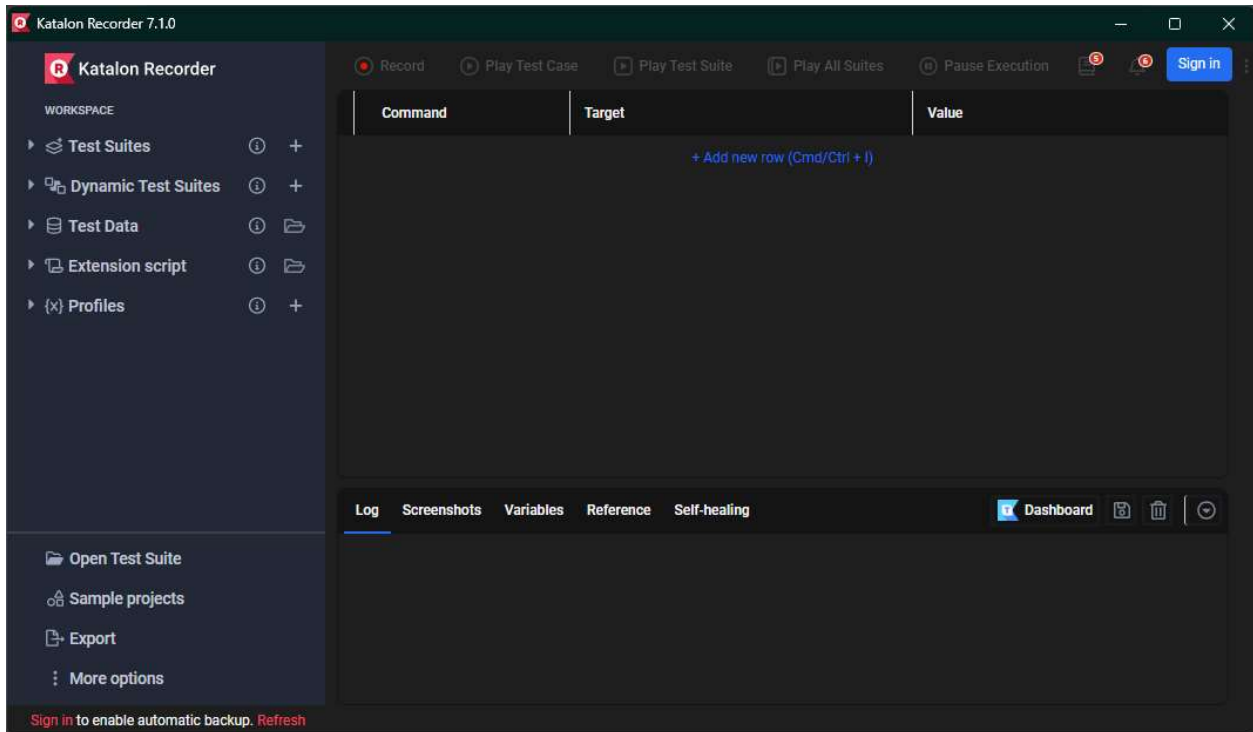 Katalon Recorder 7.1.0
Katalon Recorder
Record Play Test Case Play Test Suite Play All Suites Pause Execution 5 6 Sign in
WORKSPACE
Command Target Value
Test Suites
+ Add new row (Cmd/Ctrl + I)
Dynamic Test Suites
Test Data
Extension script
{x} Profiles
Log Screenshots Variables Reference Self-healing Dashboard
Open Test Suite
Sample projects
Export
More options
Sign in to enable automatic backup. Refresh